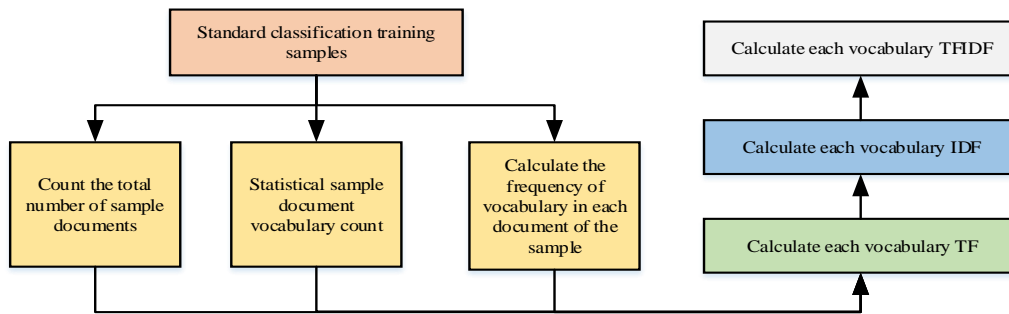 Standard classification training
samples
Count the total
number of sample
documents
Statistical sample
document
vocabulary count
Calculate the
frequency of
vocabulary in each
document of the
sample
Calculate each vocabulary TFIDF
Calculate each vocabulary IDF
Calculate each vocabulary TF